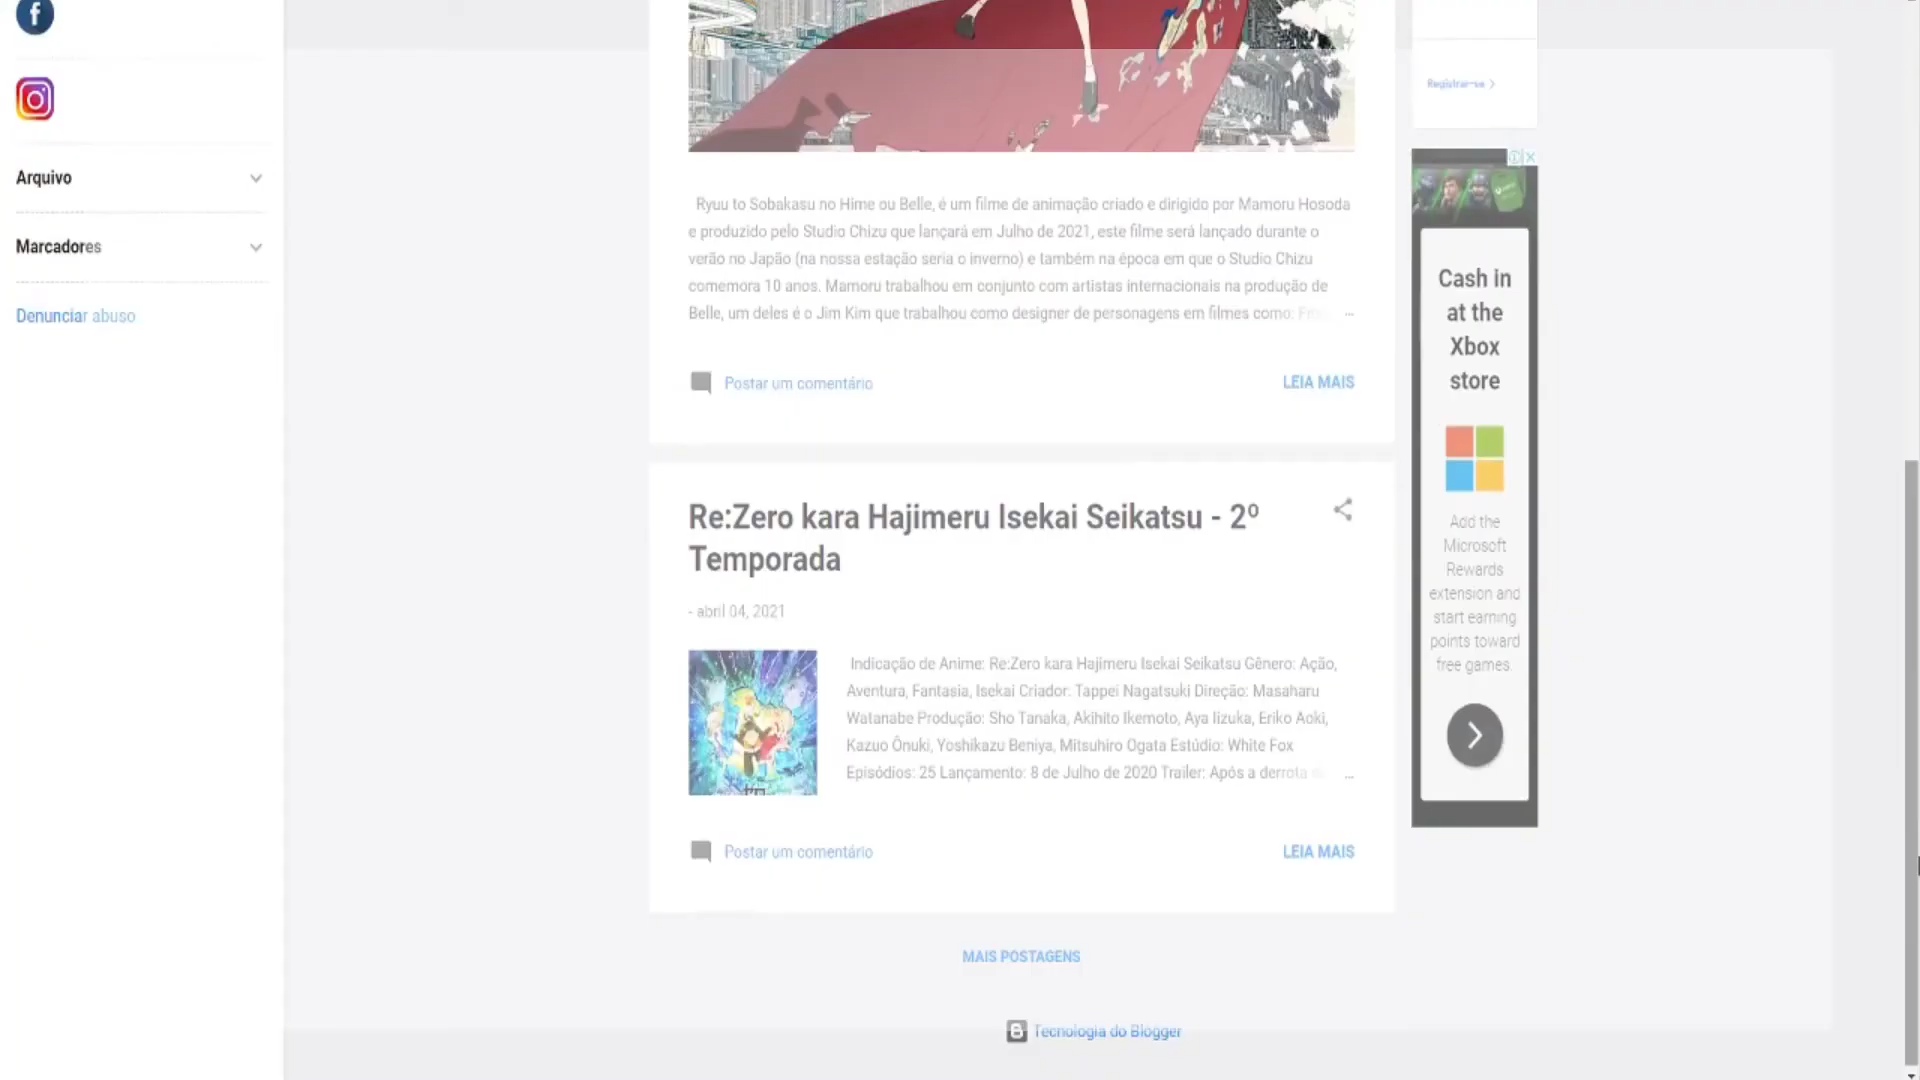 Arquivo
Marcadores
Denunciar abuso
Ryuu to Sobakasu no Hime ou Belle, é um filme de animação criado e dirigido por Mamoru Hosoda
e produzido pelo Studio Chizu que lançará em Julho de 2021, este filme será lançado durante o
verão no Japão (na nossa estação seria o inverno) e também na época em que o Studio Chizu
comemora 10 anos. Mamoru trabalhou em conjunto com artistas internacionais na produção de
Belle, um deles é o Jim Kim que trabalhou como designer de personagens em filmes como: ...
Postar um comentário
LEIA MAIS
Re:Zero kara Hajimeru Isekai Seikatsu - 2º
Temporada
- abril 04, 2021
Indicação de Anime: Re:Zero kara Hajimeru Isekai Seikatsu Gênero: Ação,
Aventura, Fantasia, Isekai Criador: Tappei Nagatsuki Direção: Masaharu
Watanabe Produção: Sho Tanaka, Akihito Ikemoto, Aya Iizuka, Eriko Aoki,
Kazuo Ônuki, Yoshikazu Beniya, Mitsuhiro Ogata Estúdio: White Fox
Episódios: 25 Lançamento: 8 de Julho de 2020 Trailer: Após a derrota ...
Postar um comentário
LEIA MAIS
MAIS POSTAGENS
Tecnologia do Blogger
Registrar-se
Cash in
at the
Xbox
store
Add the
Microsoft
Rewards
extension and
start earning
points toward
free games.